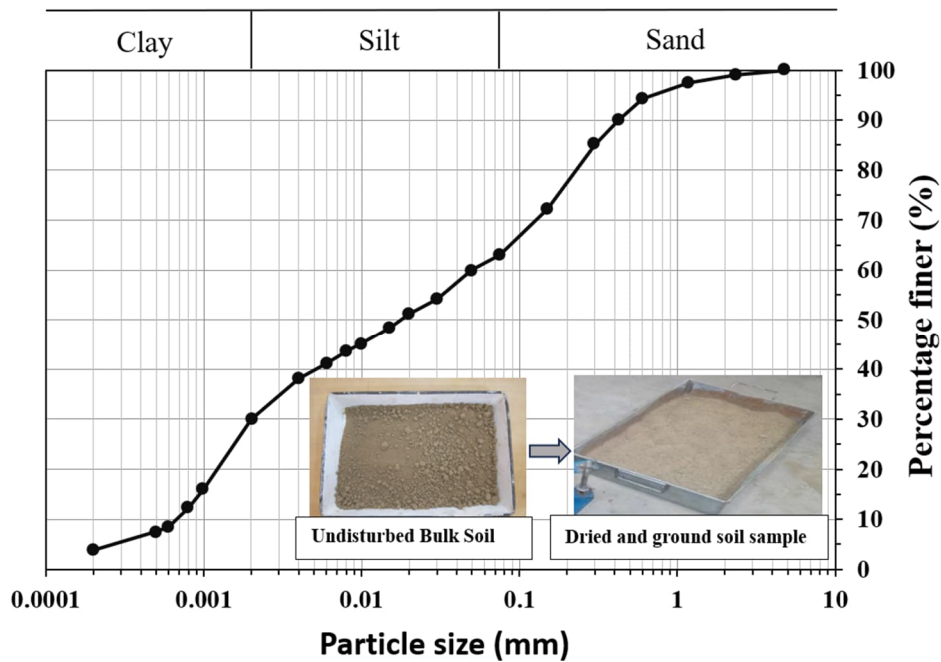 Clay Silt Sand
100
90
80
70
60
50
40
30
20
10
0
Percentage finer (%)
Undisturbed Bulk Soil
Dried and ground soil sample
0.0001 0.001 0.01 0.1 1 10
Particle size (mm)